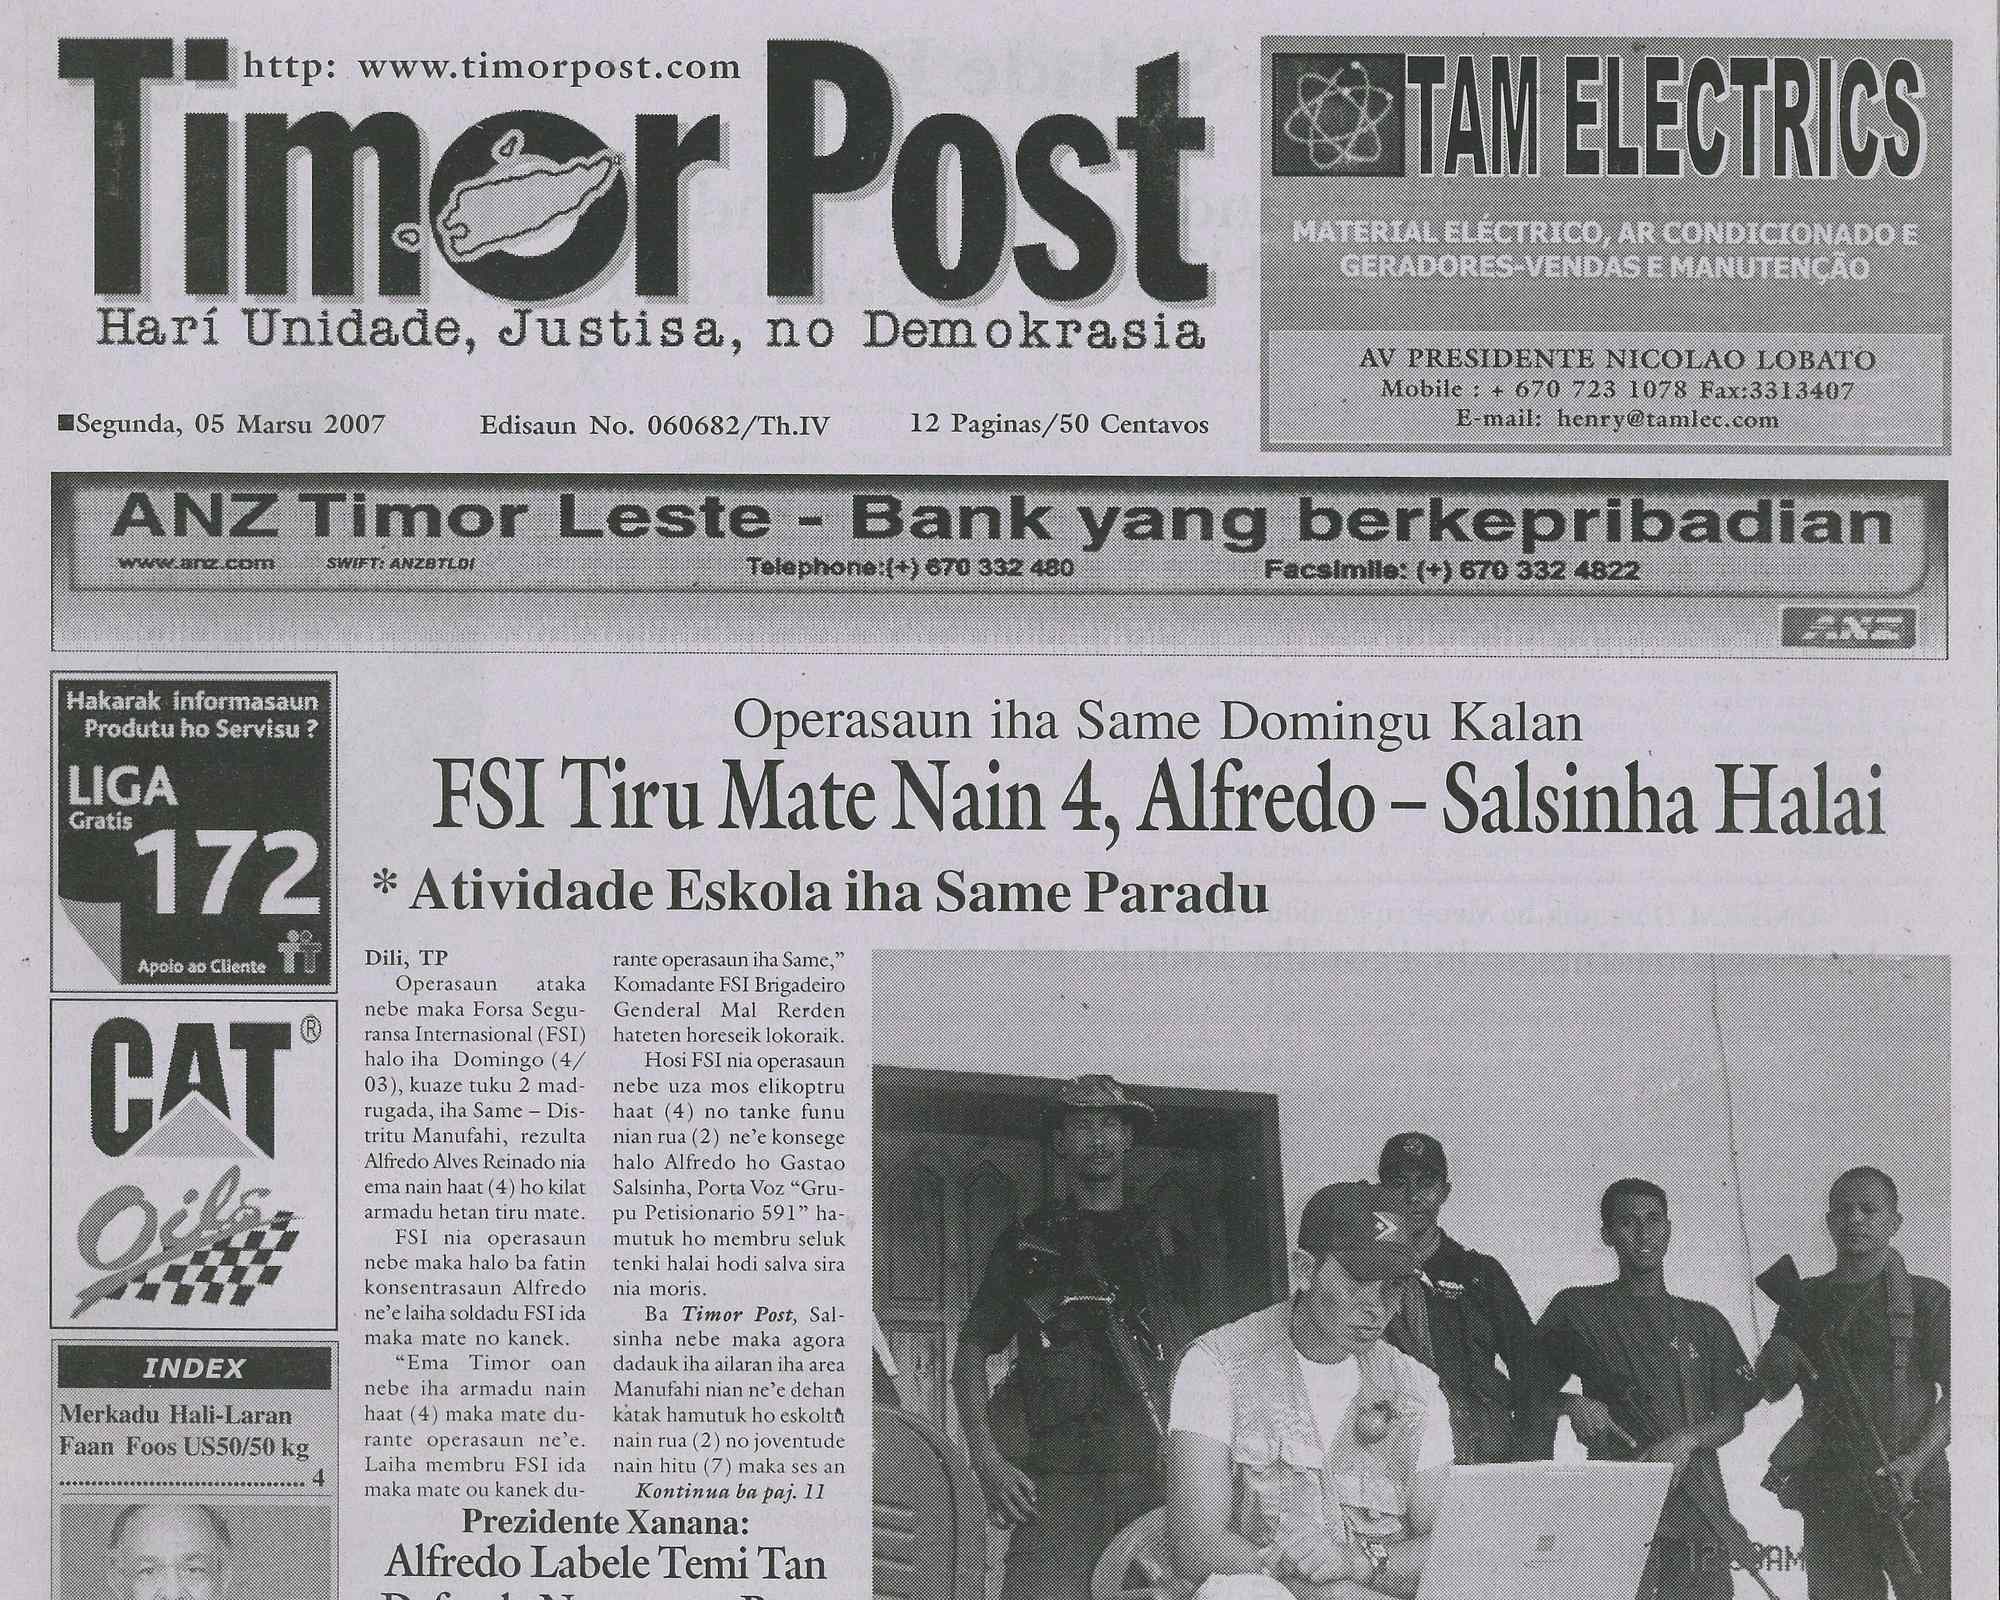 http: www.timorpost.com
Timor Post
Harí Unidade, Justisa, no Demokrasia
Segunda, 05 Marsu 2007
Edisaun No. 060682/Th.IV
12 Paginas/50 Centavos
TAM ELECTRICS
MATERIAL ELÉCTRICO, AR CONDICIONADO E
GERADORES-VENDAS E MANUTENÇÃO
AV PRESIDENTE NICOLAO LOBATO
Mobile : + 670 723 1078 Fax:3313407
E-mail: henry@tamlec.com
ANZ Timor Leste - Bank yang berkepribadian
www.anz.com
SWIFT: ANZBTLDI
Telephone:(+) 670 332 480
Facsimile: (+) 670 332 4822
ANZ
Hakarak informasaun
Produtu ho Servisu ?
LIGA
Gratis
172
Apoio ao Cliente
CAT®
Oils
INDEX
Merkadu Hali-Laran
Faan Foos US50/50 kg
4
Operasaun iha Same Domingu Kalan
FSI Tiru Mate Nain 4, Alfredo – Salsinha Halai
* Atividade Eskola iha Same Paradu
Dili, TP
Operasaun ataka
nebe maka Forsa Segu-
ransa Internasional (FSI)
halo iha Domingo (4/
03), kuaze tuku 2 mad-
rugada, iha Same – Dis-
tritu Manufahi, rezulta
Alfredo Alves Reinado nia
ema nain haat (4) ho kilat
armadu hetan tiru mate.
FSI nia operasaun
nebe maka halo ba fatin
konsentrasaun Alfredo
ne'e laiha soldadu FSI ida
maka mate no kanek.
“Ema Timor oan
nebe iha armadu nain
haat (4) maka mate du-
rante operasaun ne'e.
Laiha membru FSI ida
maka mate ou kanek du-
rante operasaun iha Same,”
Komadante FSI Brigadeiro
Genderal Mal Rerden
hateten horeseik lokoraik.
Hosi FSI nia operasaun
nebe uza mos elikoptru
haat (4) no tanke funu
nian rua (2) ne'e konsege
halo Alfredo ho Gastao
Salsinha, Porta Voz “Gru-
pu Petisionario 591” ha-
mutuk ho membru seluk
tenki halai hodi salva sira
nia moris.
Ba Timor Post, Sal-
sinha nebe maka agora
dadauk iha ailaran iha area
Manufahi nian ne'e dehan
katak hamutuk ho eskolta
nain rua (2) no joventude
nain hitu (7) maka ses an
Kontinua ba paj. 11
Prezidente Xanana:
Alfredo Labele Temi Tan